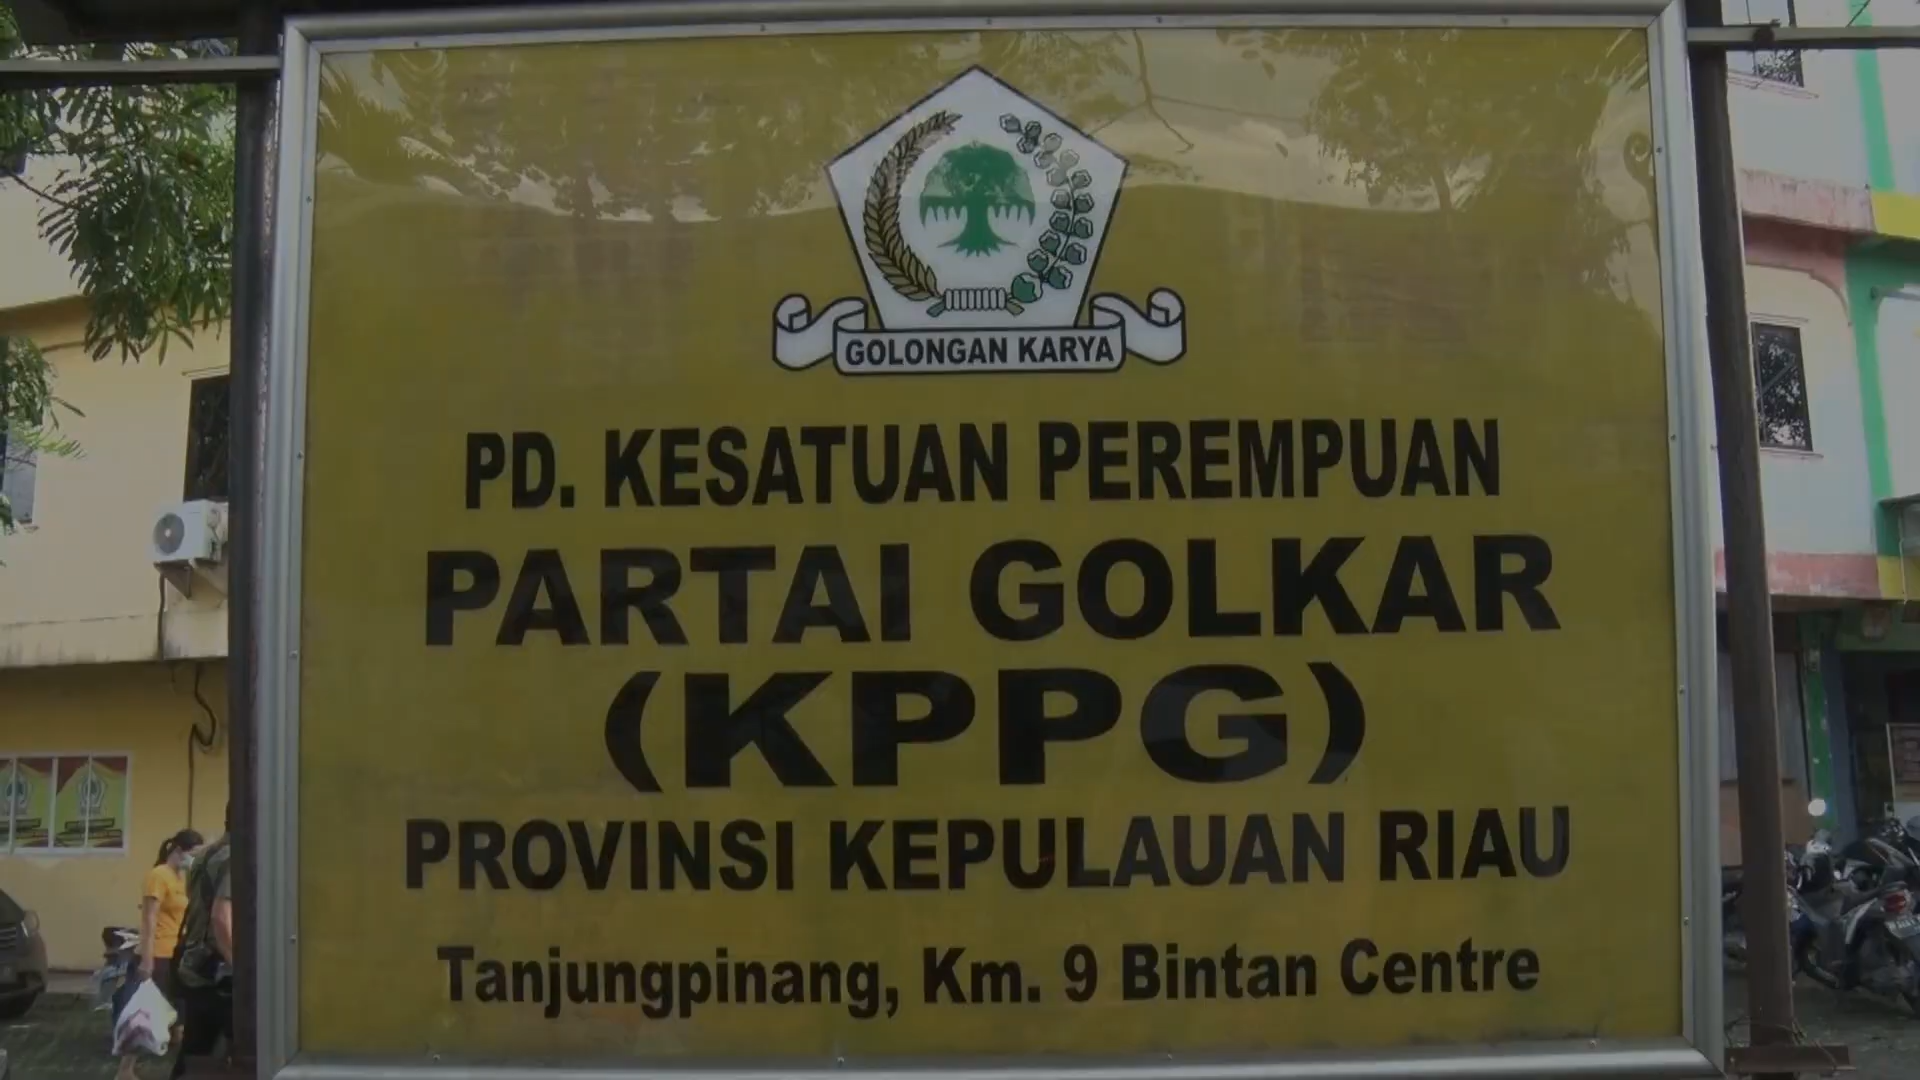 GOLONGAN KARYA
PD. KESATUAN PEREMPUAN
PARTAI GOLKAR
(KPPG)
PROVINSI KEPULAUAN RIAU
Tanjungpinang, Km. 9 Bintan Centre